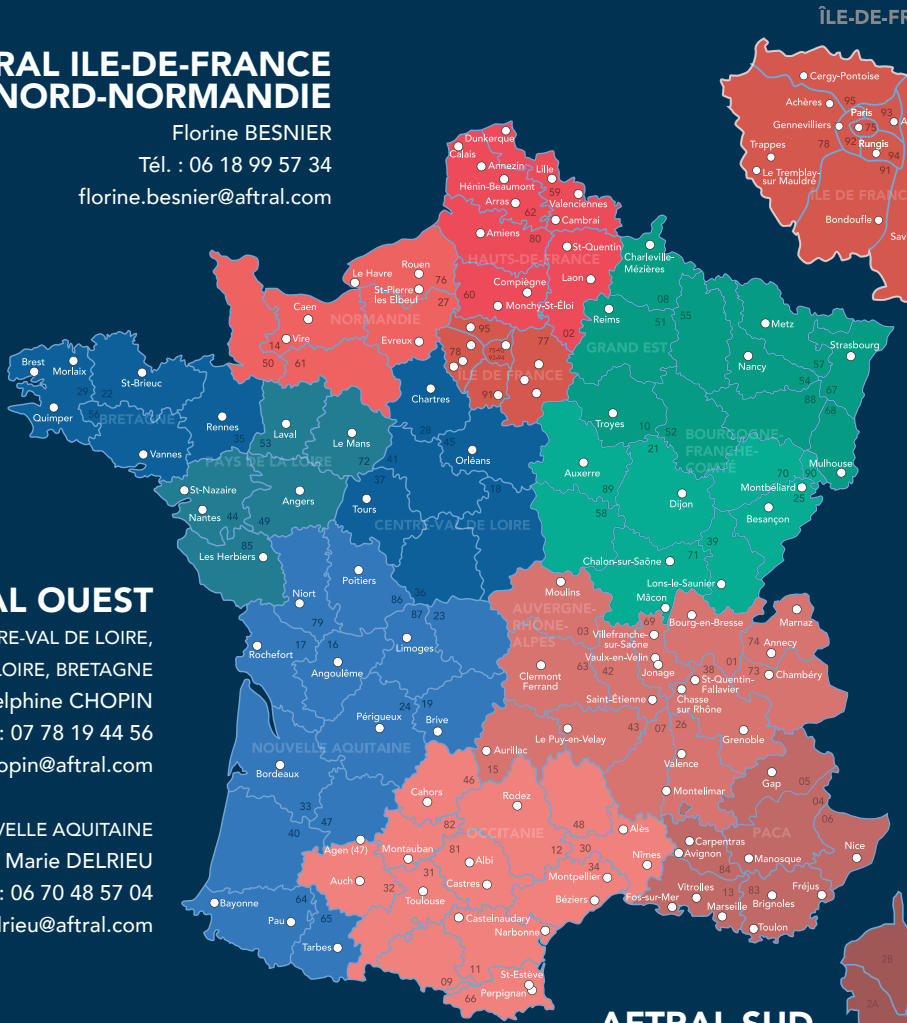 ÎLE-DE-FR
RAL ILE-DE-FRANCE
NORD-NORMANDIE
Florine BESNIER
Tél. : 06 18 99 57 34
florine.besnier@aftral.com
Cergy-Pontoise
Achères
95
Paris
93
Gennevilliers
75
A
92
78
Rungis
94
Trappes
91
Le Tremblay-
sur Mauldre
ILE DE FRANC
Bondoufle
Sav
Dunkerque
Calais
Annezin
Lille
Hénin-Beaumont
59
Arras
62
Valenciennes
Cambrai
Amiens
80
St-Quentin
HAUTS-DE-FRANCE
Laon
Compiègne
60
Monchy-St-Éloi
02
Charleville-
Mézières
08
Reims
51
55
Metz
GRAND EST
Strasbourg
Nancy
57
54
67
88
68
Troyes
10
52
Rouen
Le Havre
76
St-Pierre
les Elbeuf
27
Caen
NORMANDIE
Vire
14
Evreux
50
61
95
78
77
ILE DE FRANCE
91
Brest
Morlaix
St-Brieuc
29
22
Quimper
56
BRETAGNE
Rennes
35
Vannes
Laval
53
Le Mans
72
PAYS DE LA LOIRE
St-Nazaire
Angers
Nantes
44
49
Les Herbiers
85
Chartres
28
45
Orléans
41
37
18
Tours
CENTRE-VAL DE LOIRE
36
21
BOURGOGNE-
FRANCHE-
COMTÉ
Auxerre
89
58
Dijon
70
90
Mulhouse
Montbéliard
25
Besançon
39
71
Chalon-sur-Saône
Lons-le-Saunier
Mâcon
AL OUEST
RE-VAL DE LOIRE,
LOIRE, BRETAGNE
elphine CHOPIN
: 07 78 19 44 56
opin@aftral.com
VELLE AQUITAINE
Marie DELRIEU
: 06 70 48 57 04
lrieu@aftral.com
Poitiers
Niort
86
79
87
23
Rochefort
17
16
Limoges
Angoulême
24
19
Périgueux
Brive
NOUVELLE AQUITAINE
Bordeaux
33
47
40
Agen (47)
Bayonne
64
Pau
65
Tarbes
Moulins
AUVERGNE-
RHÔNE-
ALPES
03
69
Bourg-en-Bresse
Marnaz
Villefranche-
sur-Saône
74
Annecy
Vaulx-en-Velin
01
Clermont
Ferrand
63
42
Jonage
38
73
Chambéry
St-Quentin-
Fallavier
Saint-Étienne
Chasse
sur Rhône
43
07
26
Le Puy-en-Velay
Grenoble
Aurillac
15
Valence
Montelimar
Gap
05
04
06
46
Cahors
Rodez
82
OCCITANIE
48
Alès
Montauban
81
12
30
Nîmes
Albi
34
Auch
31
32
Castres
Montpellier
Toulouse
Béziers
Castelnaudary
Narbonne
11
09
St-Estève
66
Perpignan
PACA
Carpentras
Avignon
Manosque
84
Nice
Vitrolles
Fréjus
Fos-sur-Mer
13
83
Brignoles
Marseille
Toulon
2B
2A
AFTRAL SUD